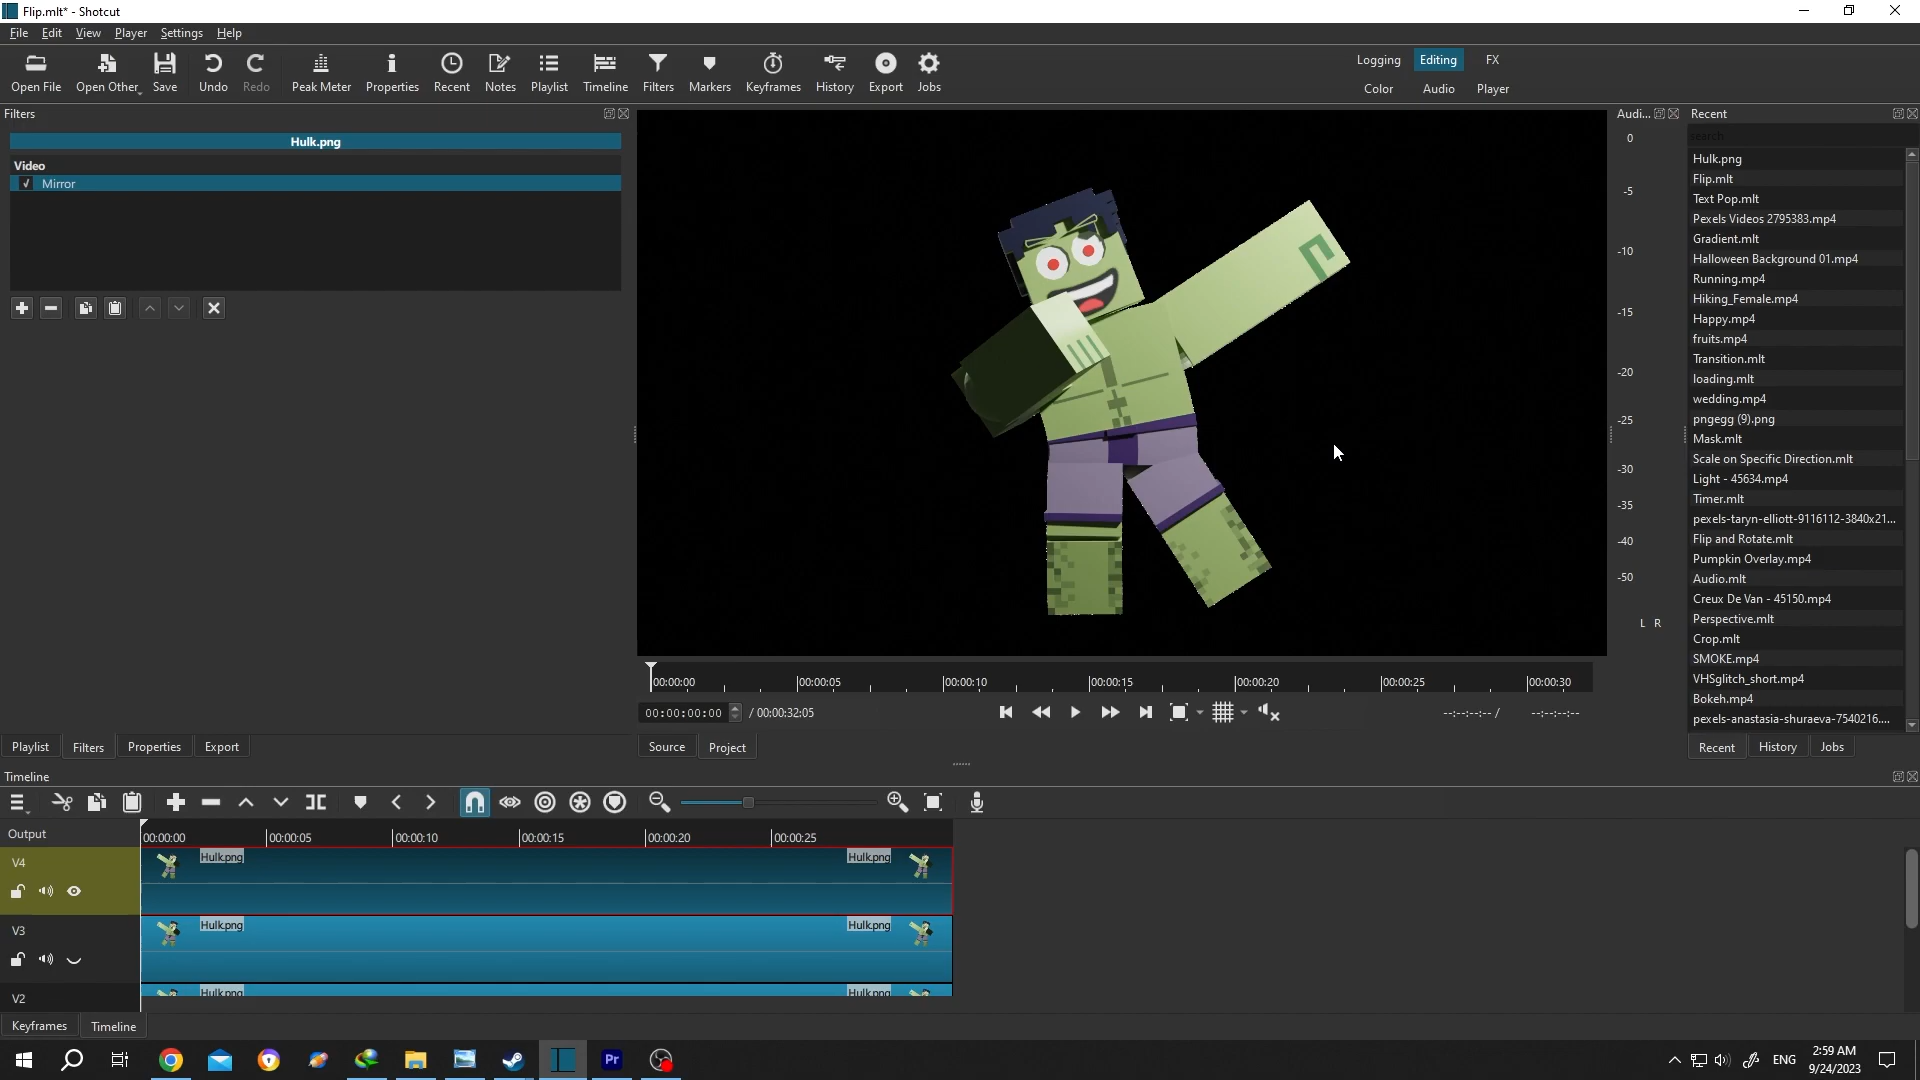 Flip.mlt* - Shotcut
File Edit View Player Settings Help
Open File Open Other Save Undo Redo Peak Meter Properties Recent Notes Playlist Timeline Filters Markers Keyframes History Export Jobs
Logging Editing FX
Color Audio Player
Filters
Hulk.png
Video
Mirror
Playlist Filters Properties Export
00:00:00 00:00:05 00:00:10 00:00:15 00:00:20 00:00:25 00:00:30
00:00:00:00 / 00:00:32:05
--:--:--:-- / --:--:--:--
Source Project
Audi...
0
-5
-10
-15
-20
-25
-30
-35
-40
-50
L R
Recent
search
Hulk.png
Flip.mlt
Text Pop.mlt
Pexels Videos 2795383.mp4
Gradient.mlt
Halloween Background 01.mp4
Running.mp4
Hiking_Female.mp4
Happy.mp4
fruits.mp4
Transition.mlt
loading.mlt
wedding.mp4
pngegg (9).png
Mask.mlt
Scale on Specific Direction.mlt
Light - 45634.mp4
Timer.mlt
pexels-taryn-elliott-9116112-3840x21...
Flip and Rotate.mlt
Pumpkin Overlay.mp4
Audio.mlt
Creux De Van - 45150.mp4
Perspective.mlt
Crop.mlt
SMOKE.mp4
VHSglitch_short.mp4
Bokeh.mp4
pexels-anastasia-shuraeva-7540216....
Recent History Jobs
Timeline
Output
00:00:00 00:00:05 00:00:10 00:00:15 00:00:20 00:00:25
V4
Hulk.png Hulk.png
V3
Hulk.png Hulk.png
V2
Hulk.png Hulk.png
Keyframes Timeline
Pr
ENG
2:59 AM
9/24/2023